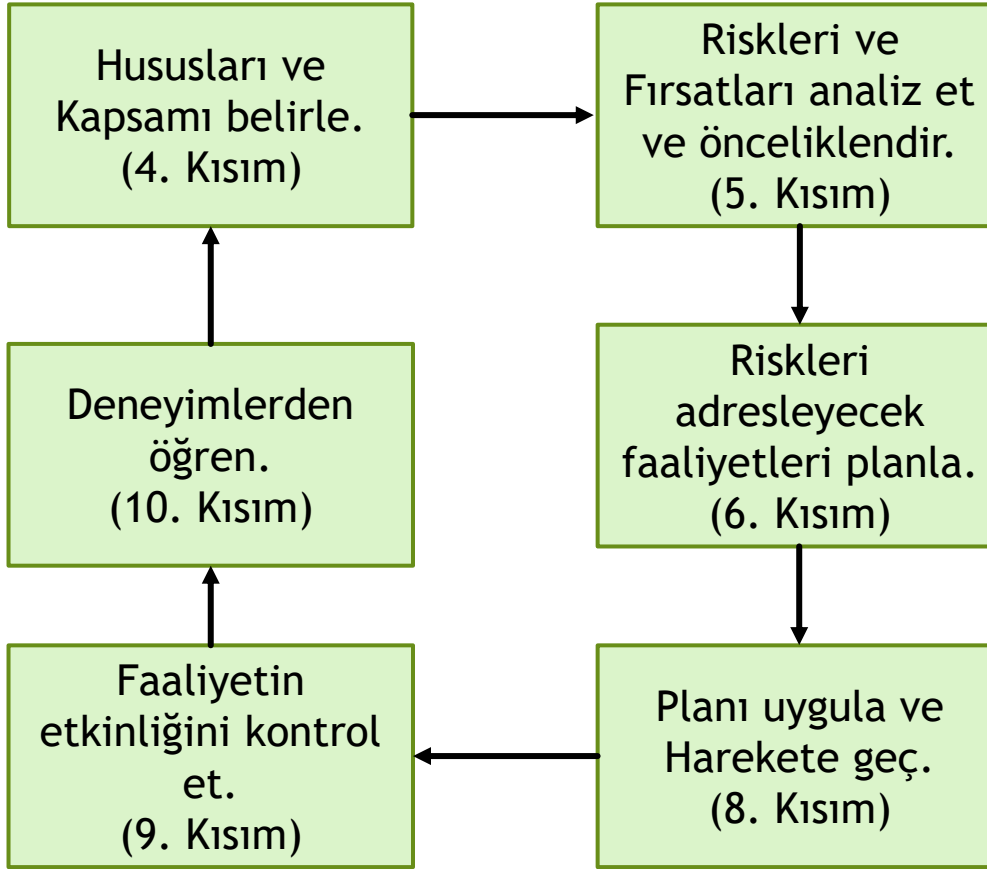 Hususları ve
Kapsamı belirle.
(4. Kısım)
Riskleri ve
Fırsatları analiz et
ve önceliklendir.
(5. Kısım)
Riskleri
adresleyecek
faaliyetleri planla.
(6. Kısım)
Planı uygula ve
Harekete geç.
(8. Kısım)
Faaliyetin
etkinliğini kontrol
et.
(9. Kısım)
Deneyimlerden
öğren.
(10. Kısım)